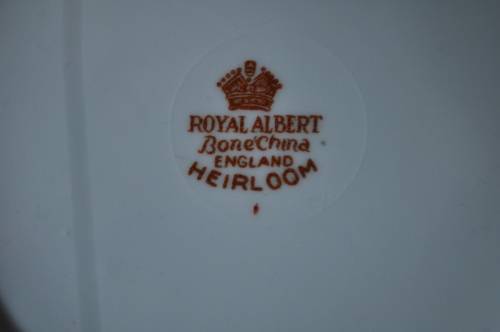 ROYAL ALBERT
Bone China
ENGLAND
HEIRLOOM